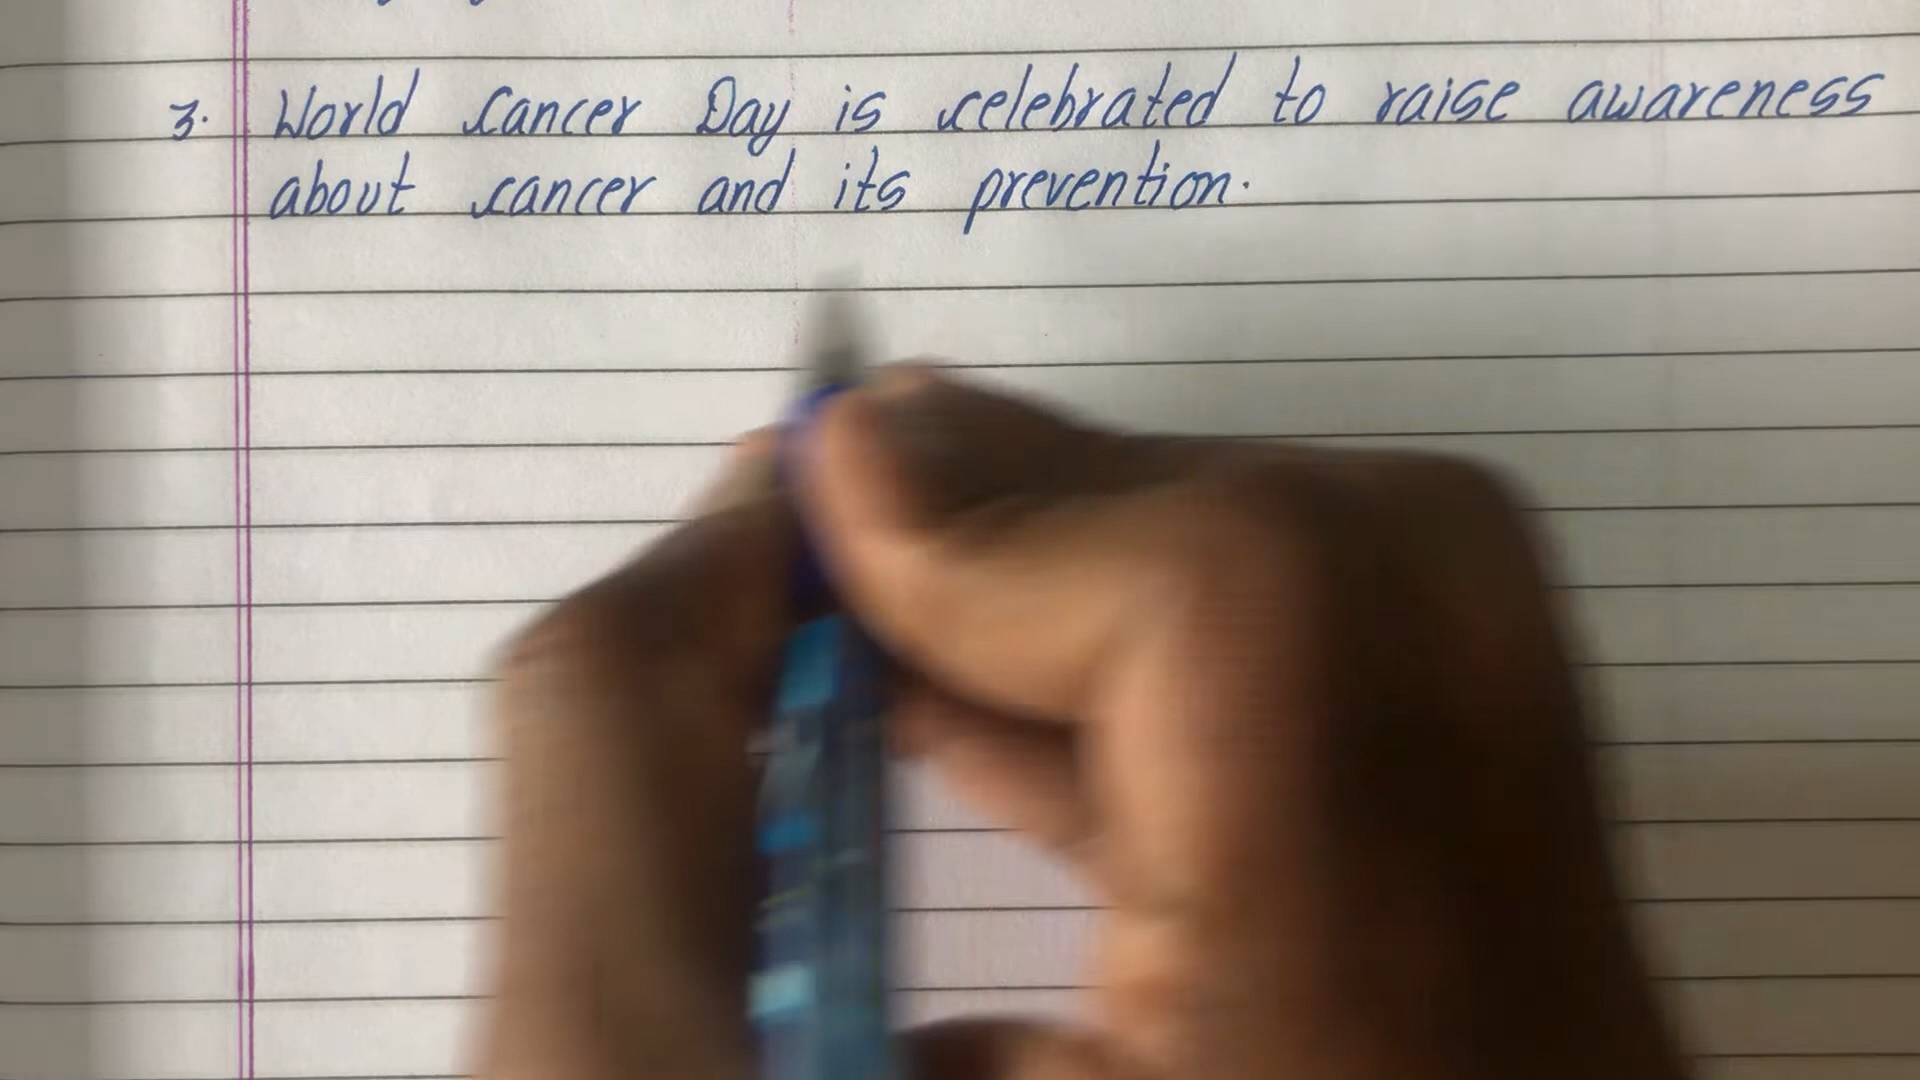 3. World Cancer Day is celebrated to raise awareness
about cancer and its prevention.